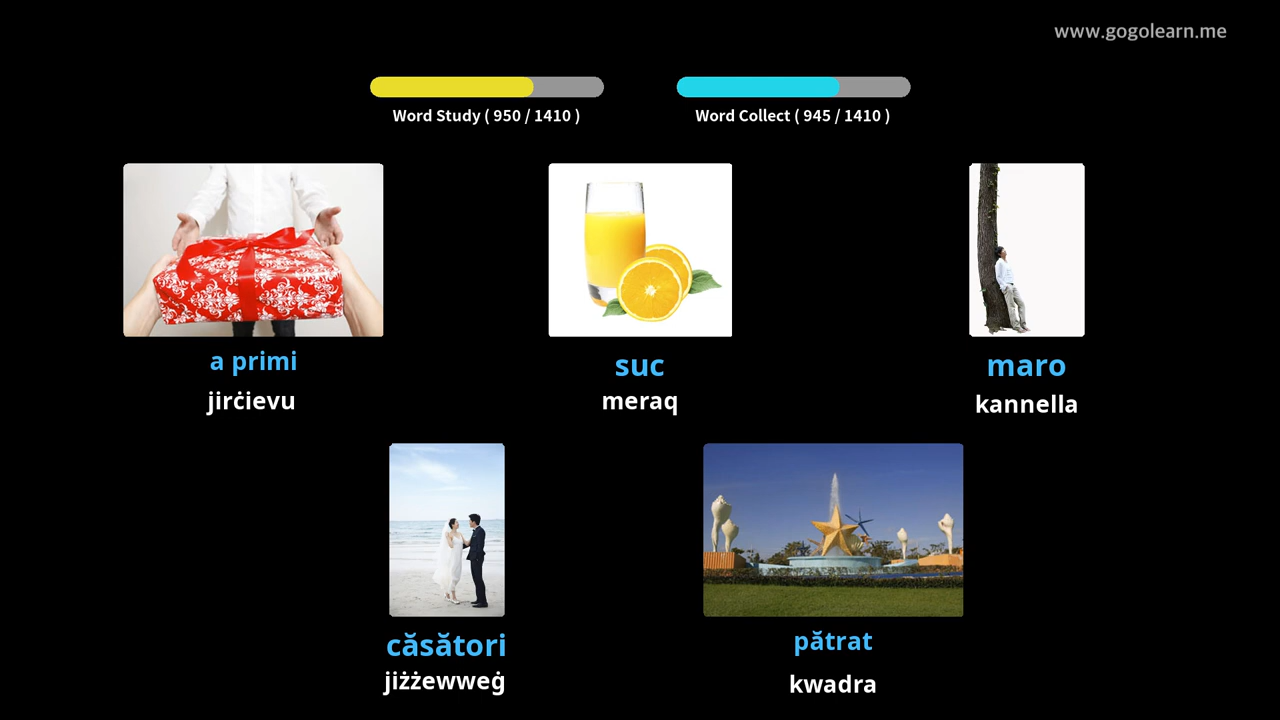 www.gogolearn.me
Word Study ( 950 / 1410 )
Word Collect ( 945 / 1410 )
a primi
jirċievu
suc
meraq
maro
kannella
căsători
jiżżewweġ
pătrat
kwadra